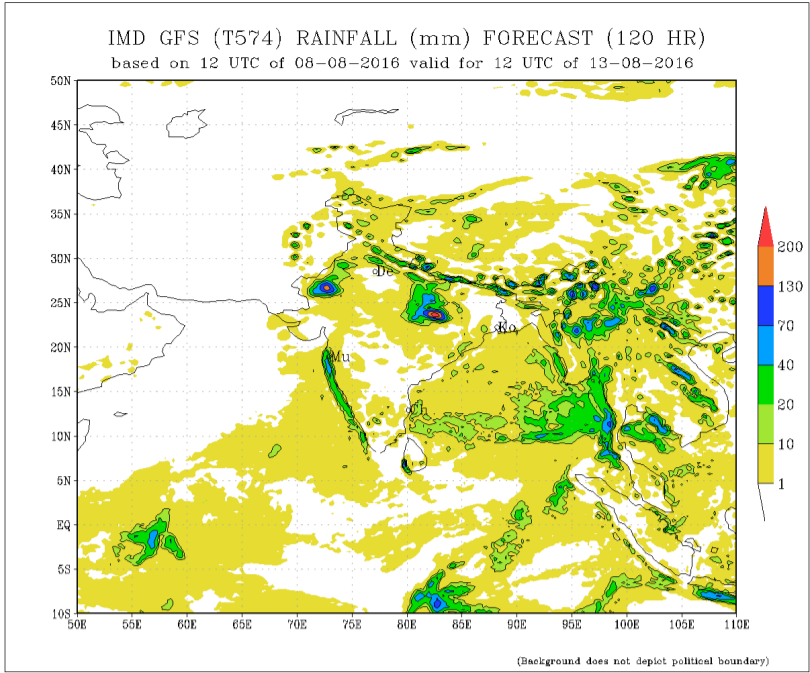 IMD GFS (T574) RAINFALL (mm) FORECAST (120 HR)
based on 12 UTC of 08-08-2016 valid for 12 UTC of 13-08-2016
50N
45N
40N
35N
30N
25N
20N
15N
10N
5N
EQ
5S
10S
De
Ko
Mu
Ch
200
130
70
40
20
10
1
50E 55E 60E 65E 70E 75E 80E 85E 90E 95E 100E 105E 110E
(Background does not depict political boundary)